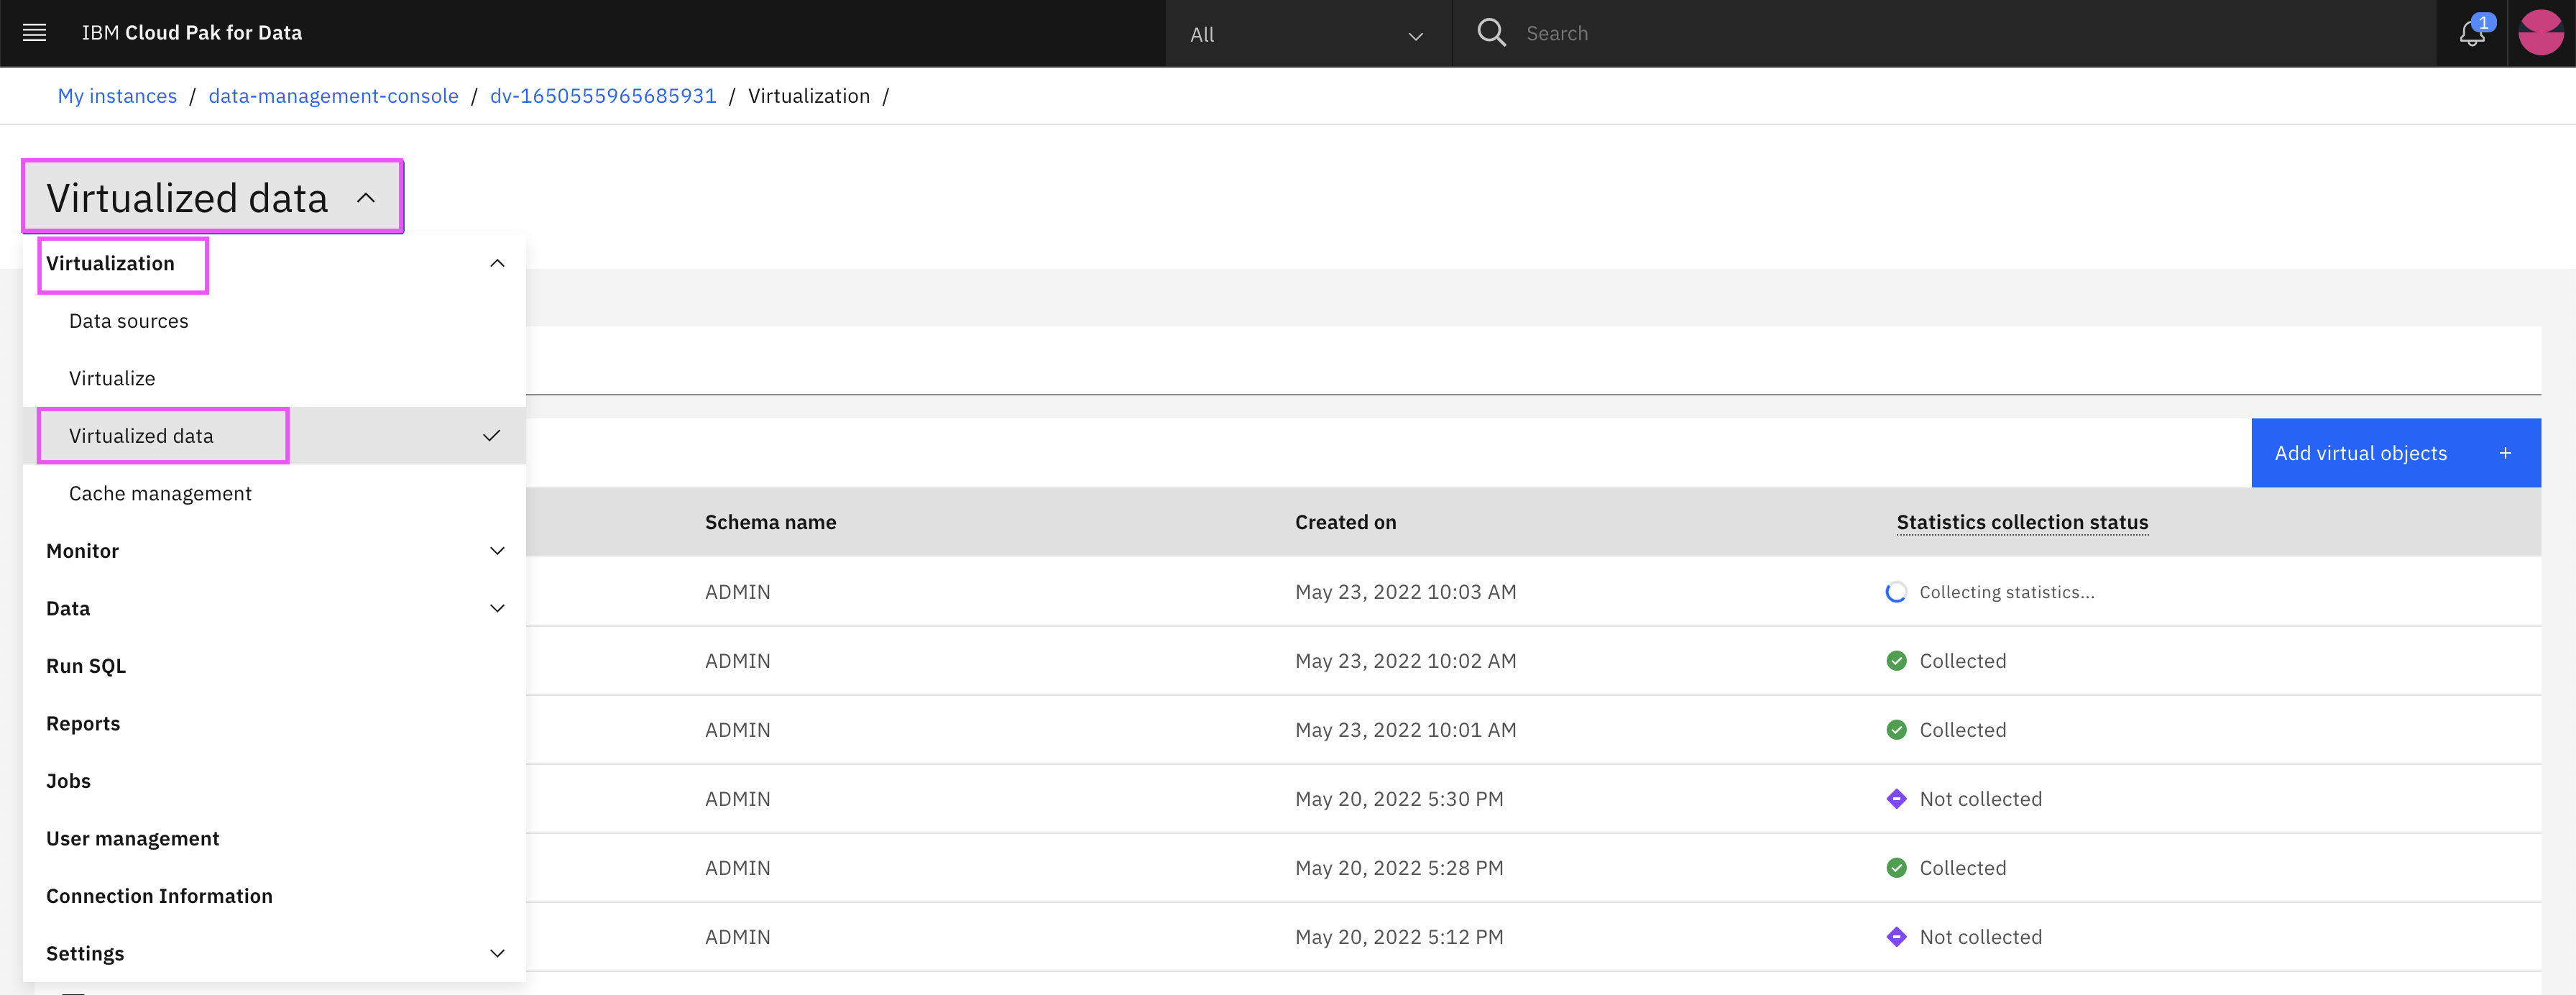 IBM Cloud Pak for Data
All
Search
1
My instances / data-management-console / dv-1650555965685931 / Virtualization /
Virtualized data
Virtualization
Data sources
Virtualize
Virtualized data
Cache management
Monitor
Data
Run SQL
Reports
Jobs
User management
Connection Information
Settings
Add virtual objects +
Schema name Created on Statistics collection status
ADMIN May 23, 2022 10:03 AM Collecting statistics...
ADMIN May 23, 2022 10:02 AM Collected
ADMIN May 23, 2022 10:01 AM Collected
ADMIN May 20, 2022 5:30 PM Not collected
ADMIN May 20, 2022 5:28 PM Collected
ADMIN May 20, 2022 5:12 PM Not collected